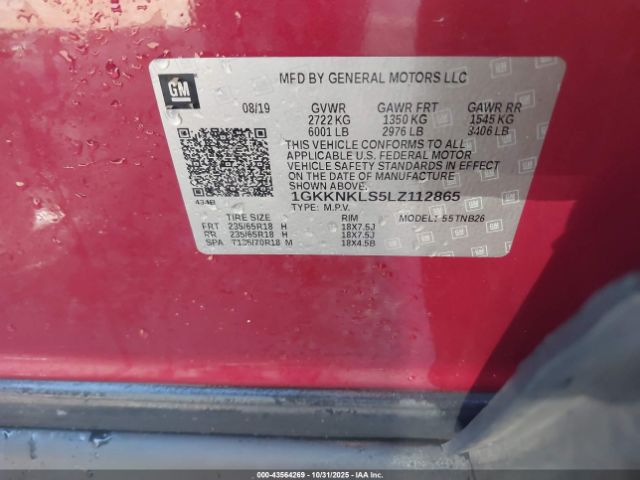 GM
MFD BY GENERAL MOTORS LLC
08/19 GVWR GAWR FRT GAWR RR
2722 KG 1350 KG 1545 KG
6001 LB 2976 LB 3406 LB
THIS VEHICLE CONFORMS TO ALL
APPLICABLE U.S. FEDERAL MOTOR
VEHICLE SAFETY STANDARDS IN EFFECT
ON THE DATE OF MANUFACTURE
SHOWN ABOVE.
1GKKNKLS5LZ112865
434B
TYPE: M.P.V. MODEL: 55TNB26
TIRE SIZE RIM
FRT 235/65R18 H 18X7.5J
RR 235/65R18 H 18X7.5J
SPA T135/70R18 M 18X4.5B
000-43564269 10/31/2025 - IAAI.COM